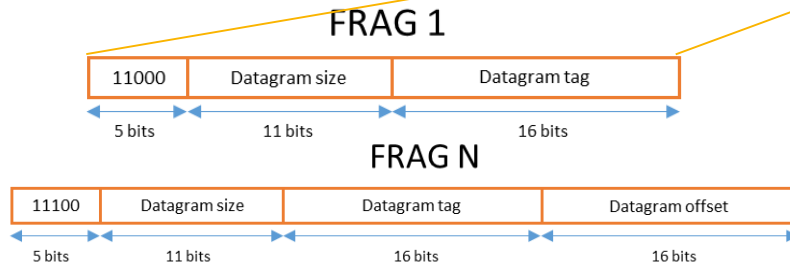 FRAG 1
11000 Datagram size Datagram tag
5 bits 11 bits 16 bits
FRAG N
11100 Datagram size Datagram tag Datagram offset
5 bits 11 bits 16 bits 16 bits